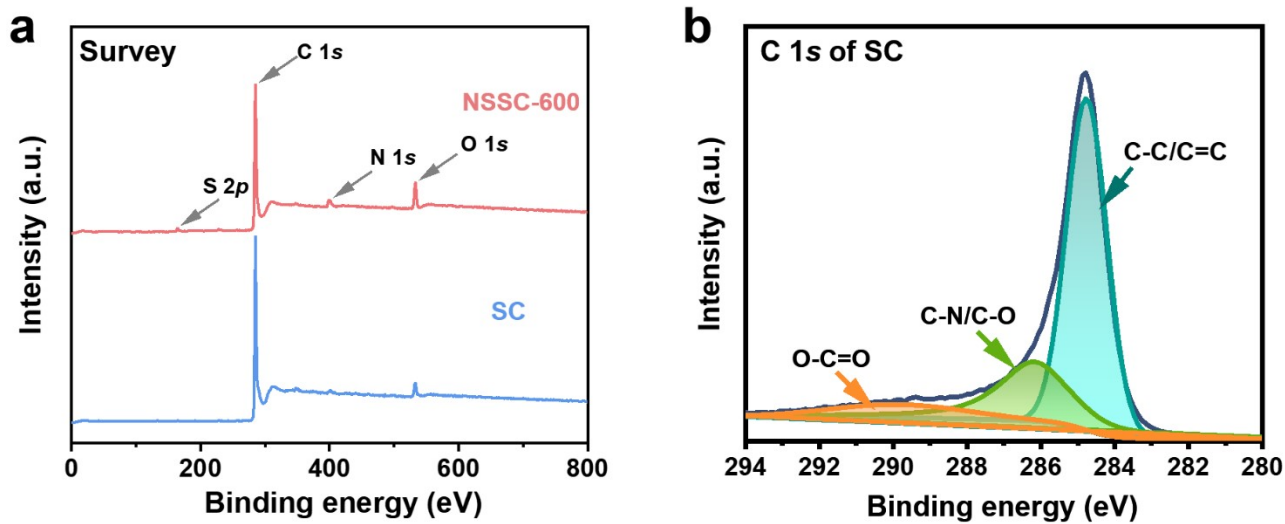 a
Survey
C 1s
NSSC-600
S 2p
N 1s
O 1s
SC
Intensity (a.u.)
0 200 400 600 800
Binding energy (eV)
b
C 1s of SC
C-C/C=C
C-N/C-O
O-C=O
Intensity (a.u.)
294 292 290 288 286 284 282 280
Binding energy (eV)